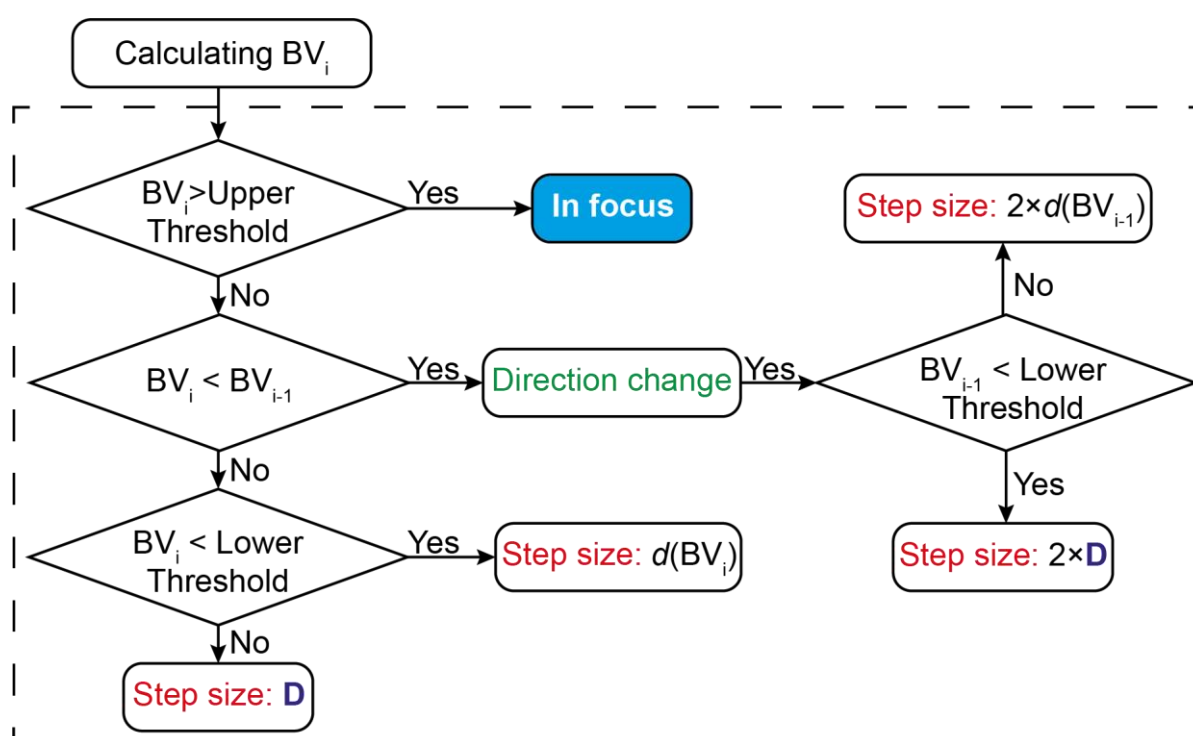 Calculating BVᵢ
BVᵢ>Upper
Threshold
Yes
In focus
Step size: 2×d(BVᵢ₋₁)
No
No
BVᵢ < BVᵢ₋₁
Yes
Direction change
Yes
BVᵢ₋₁ < Lower
Threshold
No
Yes
BVᵢ < Lower
Threshold
Yes
Step size: d(BVᵢ)
Step size: 2×D
No
Step size: D